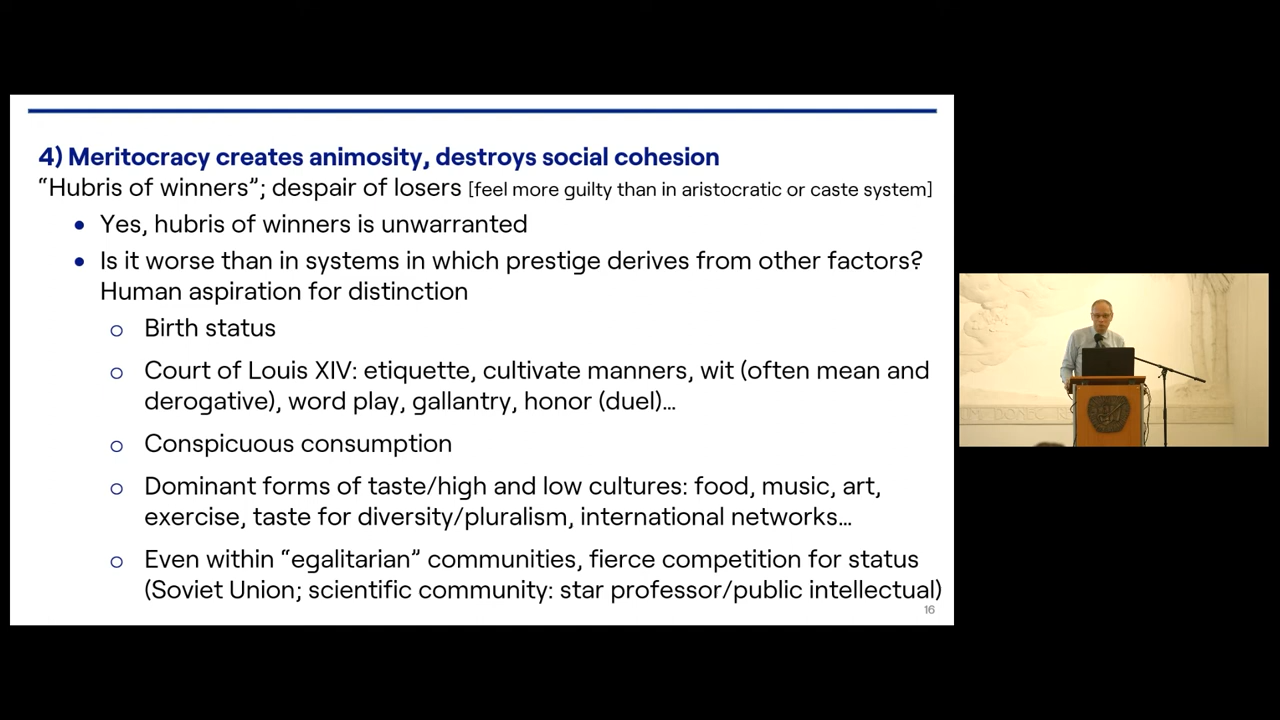 4) Meritocracy creates animosity, destroys social cohesion
“Hubris of winners”; despair of losers [feel more guilty than in aristocratic or caste system]
• Yes, hubris of winners is unwarranted
• Is it worse than in systems in which prestige derives from other factors?
Human aspiration for distinction
o Birth status
o Court of Louis XIV: etiquette, cultivate manners, wit (often mean and
derogative), word play, gallantry, honor (duel)…
o Conspicuous consumption
o Dominant forms of taste/high and low cultures: food, music, art,
exercise, taste for diversity/pluralism, international networks…
o Even within “egalitarian” communities, fierce competition for status
(Soviet Union; scientific community: star professor/public intellectual)
16